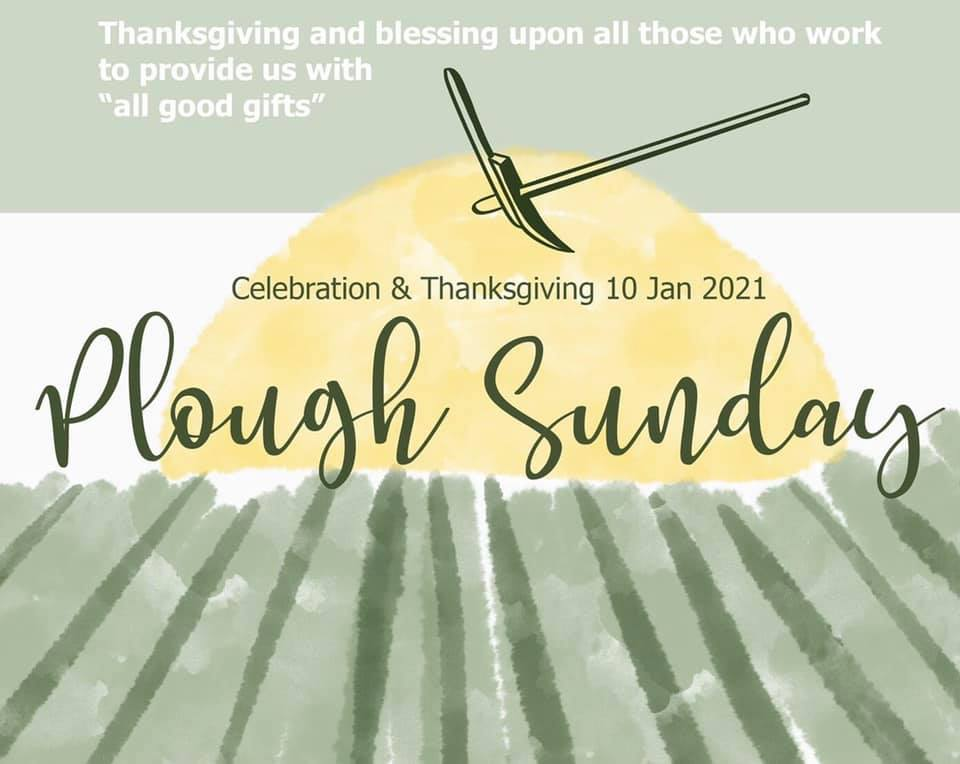 Thanksgiving and blessing upon all those who work
to provide us with
“all good gifts”
Celebration & Thanksgiving 10 Jan 2021
Plough Sunday